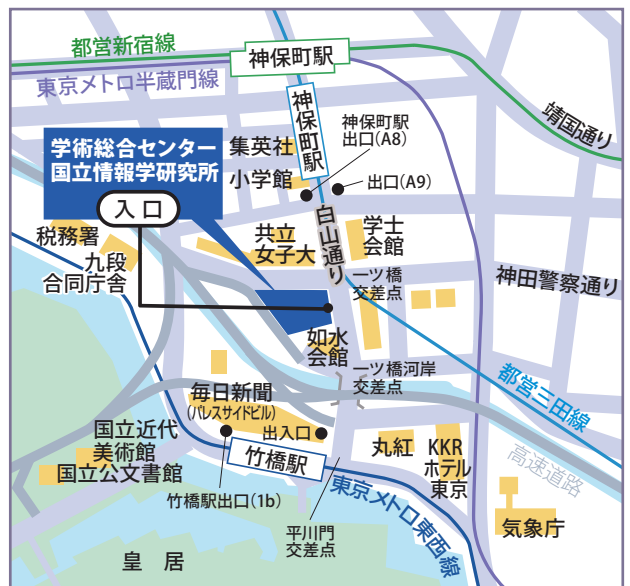 都営新宿線
神保町駅
東京メトロ半蔵門線
神保町駅
靖国通り
神保町駅
出口(A8)
学術総合センター
国立情報学研究所
入口
集英社
小学館
出口(A9)
白山通り
税務署
九段
合同庁舎
共立
女子大
学士
会館
一ツ橋
交差点
神田警察通り
如水
会館
一ツ橋河岸
交差点
都営三田線
毎日新聞
(パレスサイドビル)
出入口
国立近代
美術館
国立公文書館
竹橋駅
丸紅
KKR
ホテル
東京
高速道路
竹橋駅出口(1b)
東京メトロ東西線
平川門
交差点
気象庁
皇居